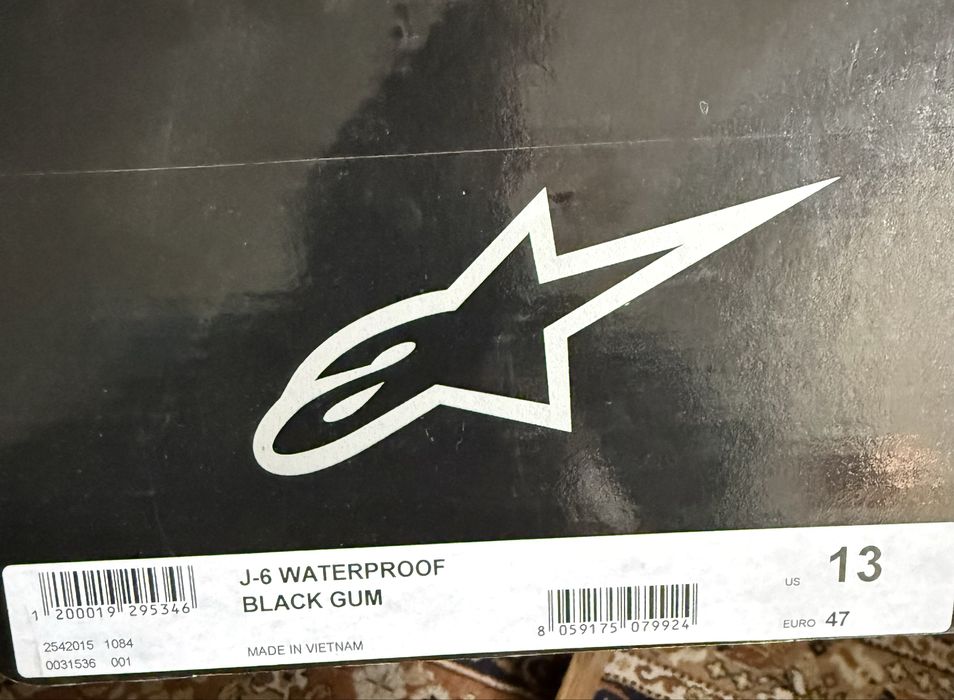 J-6 WATERPROOF
BLACK GUM
MADE IN VIETNAM
1 200019 295346
2542015 1084
0031536 001
8 059175 079924
US 13
EURO 47